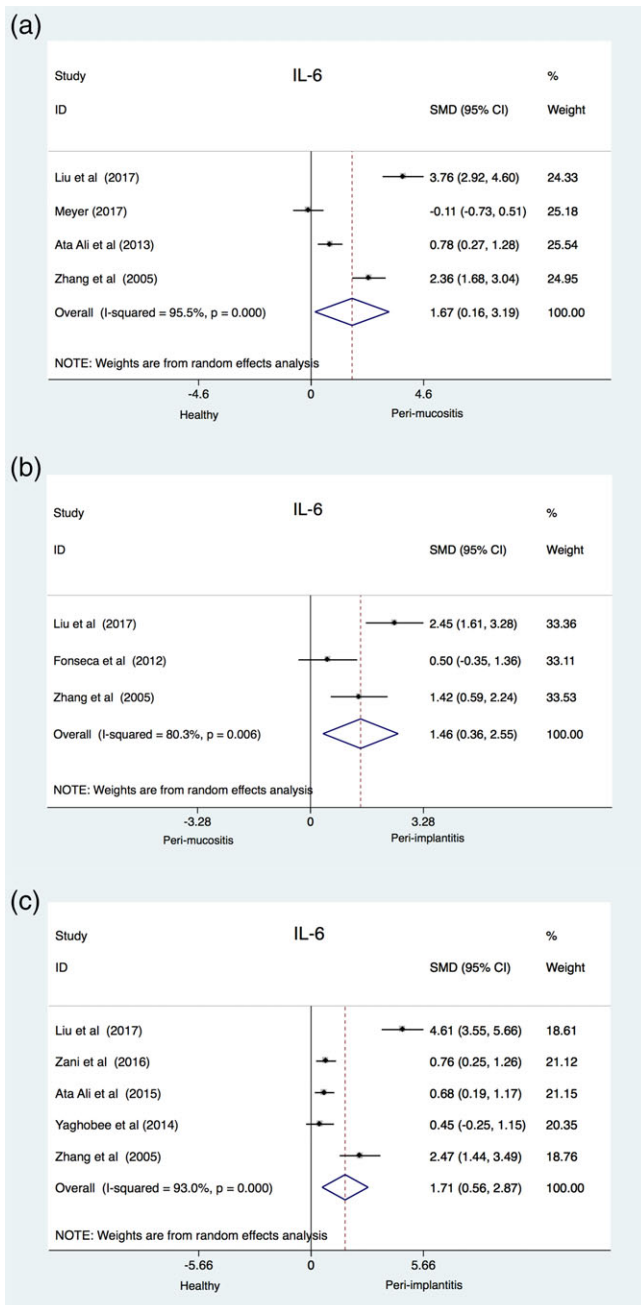 (a)
Study IL-6 %
ID SMD (95% CI) Weight
Liu et al (2017) 3.76 (2.92, 4.60) 24.33
Meyer (2017) -0.11 (-0.73, 0.51) 25.18
Ata Ali et al (2013) 0.78 (0.27, 1.28) 25.54
Zhang et al (2005) 2.36 (1.68, 3.04) 24.95
Overall (I-squared = 95.5%, p = 0.000) 1.67 (0.16, 3.19) 100.00
NOTE: Weights are from random effects analysis
-4.6 0 4.6
Healthy Peri-mucositis
(b)
Study IL-6 %
ID SMD (95% CI) Weight
Liu et al (2017) 2.45 (1.61, 3.28) 33.36
Fonseca et al (2012) 0.50 (-0.35, 1.36) 33.11
Zhang et al (2005) 1.42 (0.59, 2.24) 33.53
Overall (I-squared = 80.3%, p = 0.006) 1.46 (0.36, 2.55) 100.00
NOTE: Weights are from random effects analysis
-3.28 0 3.28
Peri-mucositis Peri-implantitis
(c)
Study IL-6 %
ID SMD (95% CI) Weight
Liu et al (2017) 4.61 (3.55, 5.66) 18.61
Zani et al (2016) 0.76 (0.25, 1.26) 21.12
Ata Ali et al (2015) 0.68 (0.19, 1.17) 21.15
Yaghobee et al (2014) 0.45 (-0.25, 1.15) 20.35
Zhang et al (2005) 2.47 (1.44, 3.49) 18.76
Overall (I-squared = 93.0%, p = 0.000) 1.71 (0.56, 2.87) 100.00
NOTE: Weights are from random effects analysis
-5.66 0 5.66
Healthy Peri-implantitis